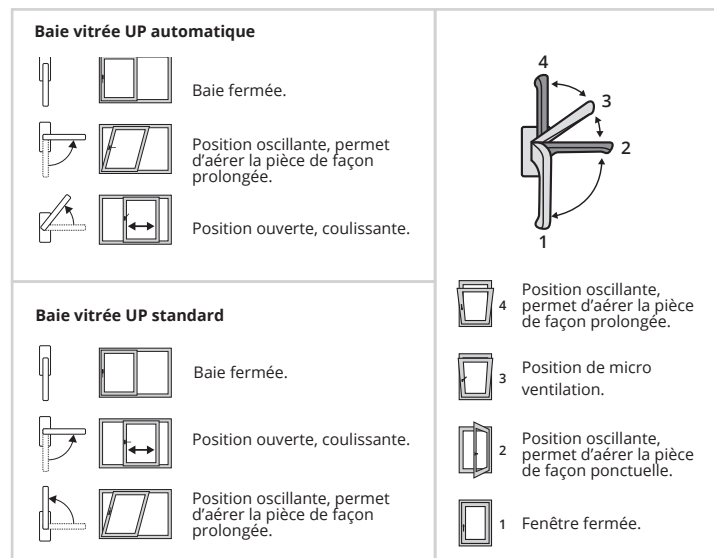 Baie vitrée UP automatique
Baie fermée.
Position oscillante, permet
d'aérer la pièce de façon
prolongée.
Position ouverte, coulissante.
Baie vitrée UP standard
Baie fermée.
Position ouverte, coulissante.
Position oscillante, permet
d'aérer la pièce de façon
prolongée.
4
3
2
1
4 Position oscillante,
permet d'aérer la pièce
de façon prolongée.
3 Position de micro
ventilation.
2 Position oscillante,
permet d'aérer la pièce
de façon ponctuelle.
1 Fenêtre fermée.